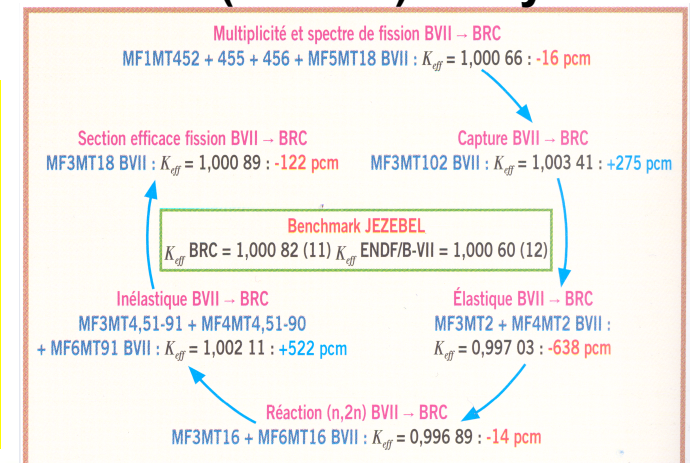 Multiplicité et spectre de fission BVII → BRC
MF1MT452 + 455 + 456 + MF5MT18 BVII : Keff = 1,000 66 : -16 pcm
Section efficace fission BVII → BRC
MF3MT18 BVII : Keff = 1,000 89 : -122 pcm
Capture BVII → BRC
MF3MT102 BVII : Keff = 1,003 41 : +275 pcm
Benchmark JEZEBEL
Keff BRC = 1,000 82 (11) Keff ENDF/B-VII = 1,000 60 (12)
Inélastique BVII → BRC
MF3MT4,51-91 + MF4MT4,51-90
+ MF6MT91 BVII : Keff = 1,002 11 : +522 pcm
Élastique BVII → BRC
MF3MT2 + MF4MT2 BVII :
Keff = 0,997 03 : -638 pcm
Réaction (n,2n) BVII → BRC
MF3MT16 + MF6MT16 BVII : Keff = 0,996 89 : -14 pcm